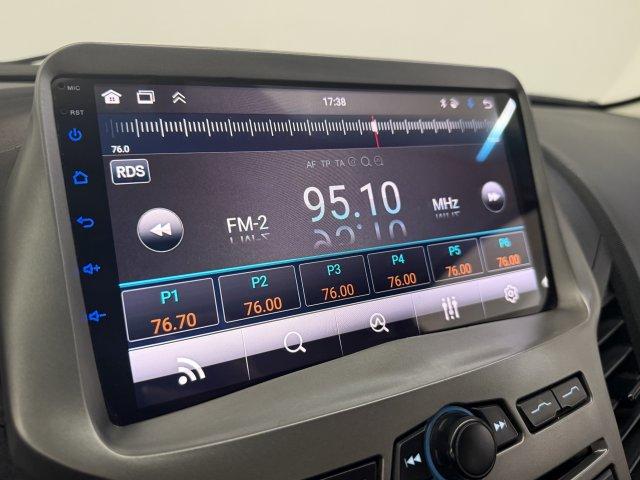 MIC
17:38
RST
76.0
RDS
AF TP TA
FM-2 95.10 MHz
P1 P2 P3 P4 P5 P6
76.70 76.00 76.00 76.00 76.00 76.00